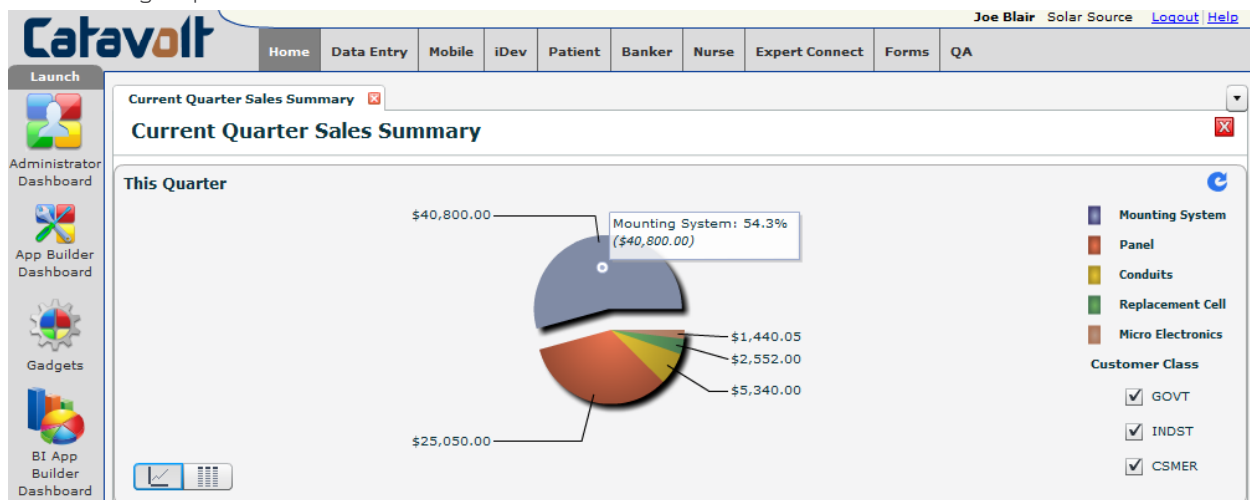 Joe Blair Solar Source Logout Help
Catavolt
Home Data Entry Mobile iDev Patient Banker Nurse Expert Connect Forms QA
Launch
Current Quarter Sales Summary
Current Quarter Sales Summary
Administrator
Dashboard
This Quarter
$40,800.00
Mounting System: 54.3%
($40,800.00)
Mounting System
Panel
App Builder
Dashboard
Conduits
Replacement Cell
$1,440.05
Micro Electronics
$2,552.00
Gadgets
Customer Class
$5,340.00
GOVT
$25,050.00
INDST
BI App
Builder
Dashboard
CSMER